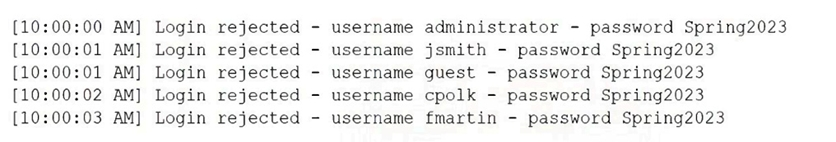 [10:00:00 AM] Login rejected - username administrator - password Spring2023
[10:00:01 AM] Login rejected - username jsmith - password Spring2023
[10:00:01 AM] Login rejected - username guest - password Spring2023
[10:00:02 AM] Login rejected - username cpolk - password Spring2023
[10:00:03 AM] Login rejected - username fmartin - password Spring2023